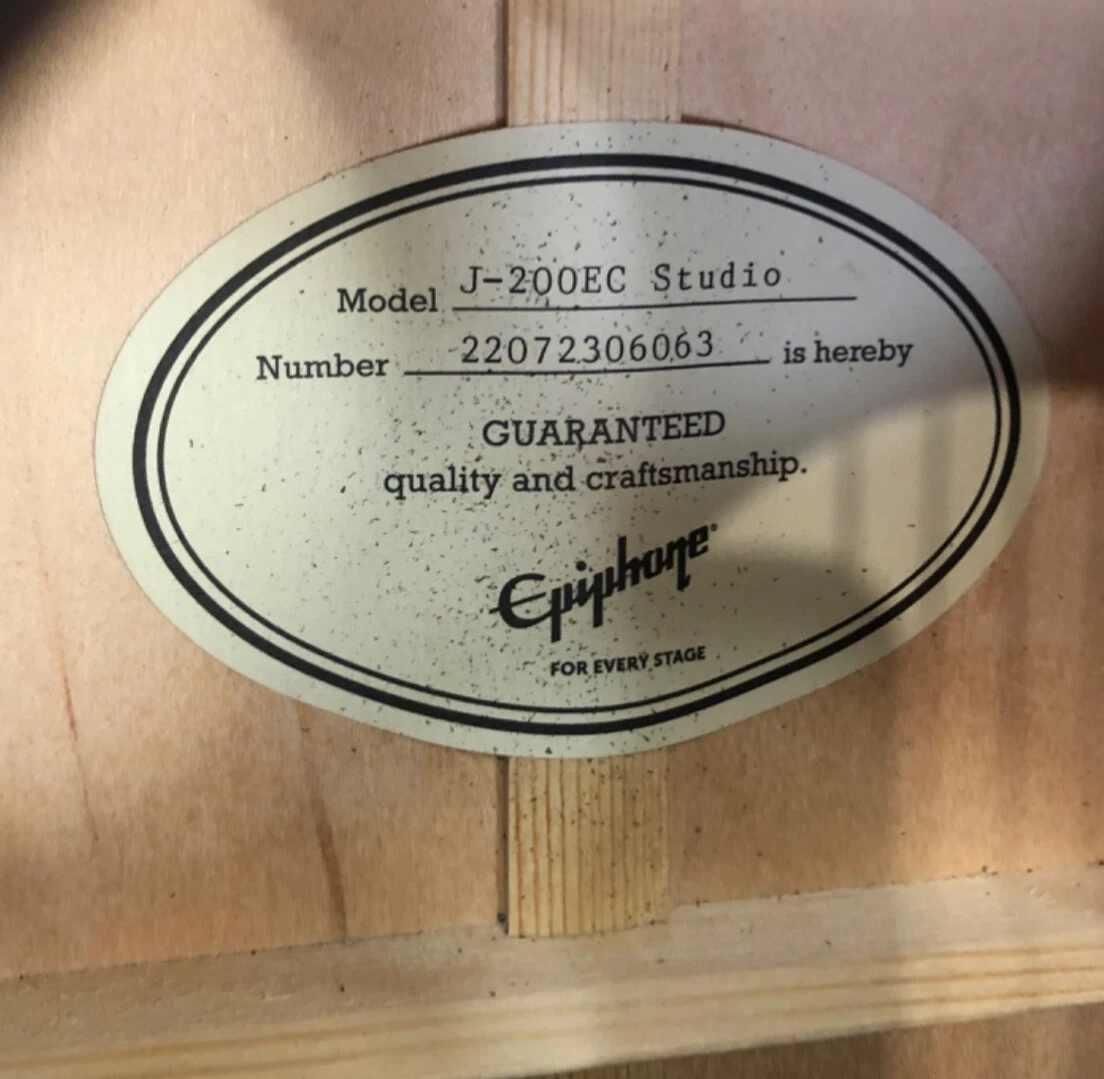 Model J-200EC Studio
Number 22072306063 is hereby
GUARANTEED
quality and craftsmanship.
Epiphone
FOR EVERY STAGE